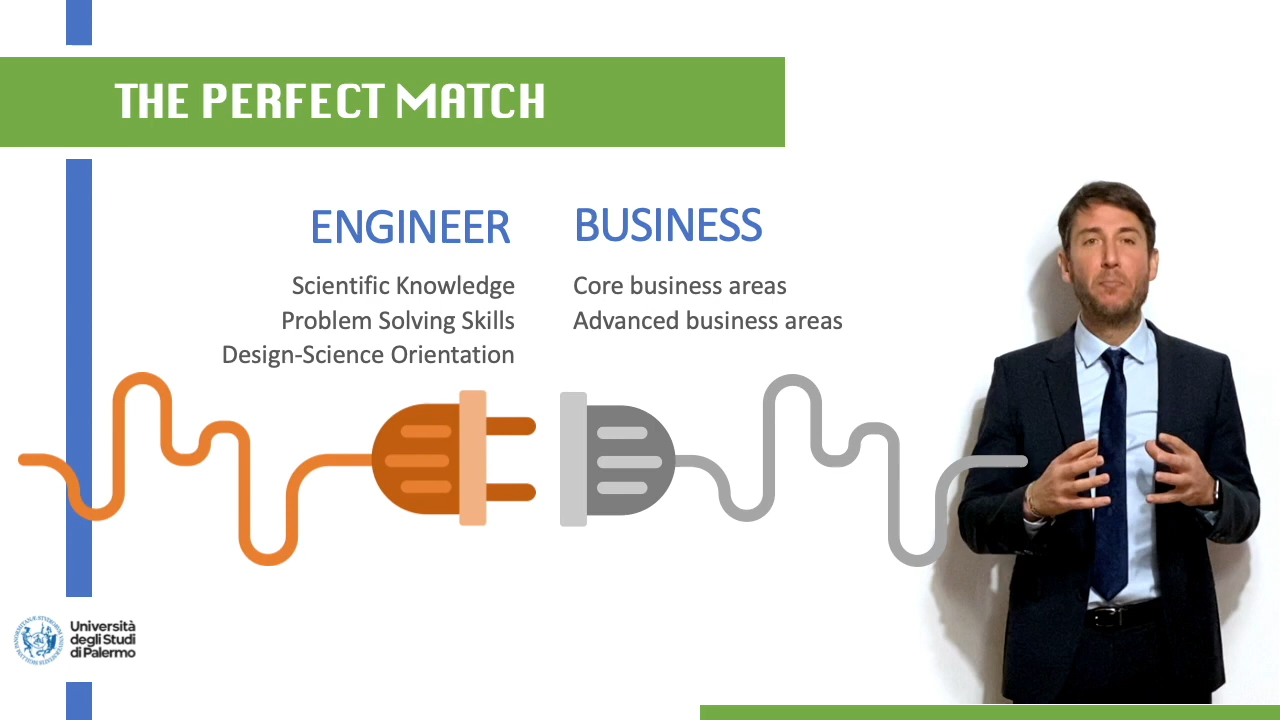 THE PERFECT MATCH
ENGINEER
Scientific Knowledge
Problem Solving Skills
Design-Science Orientation
BUSINESS
Core business areas
Advanced business areas
Università
degli Studi
di Palermo